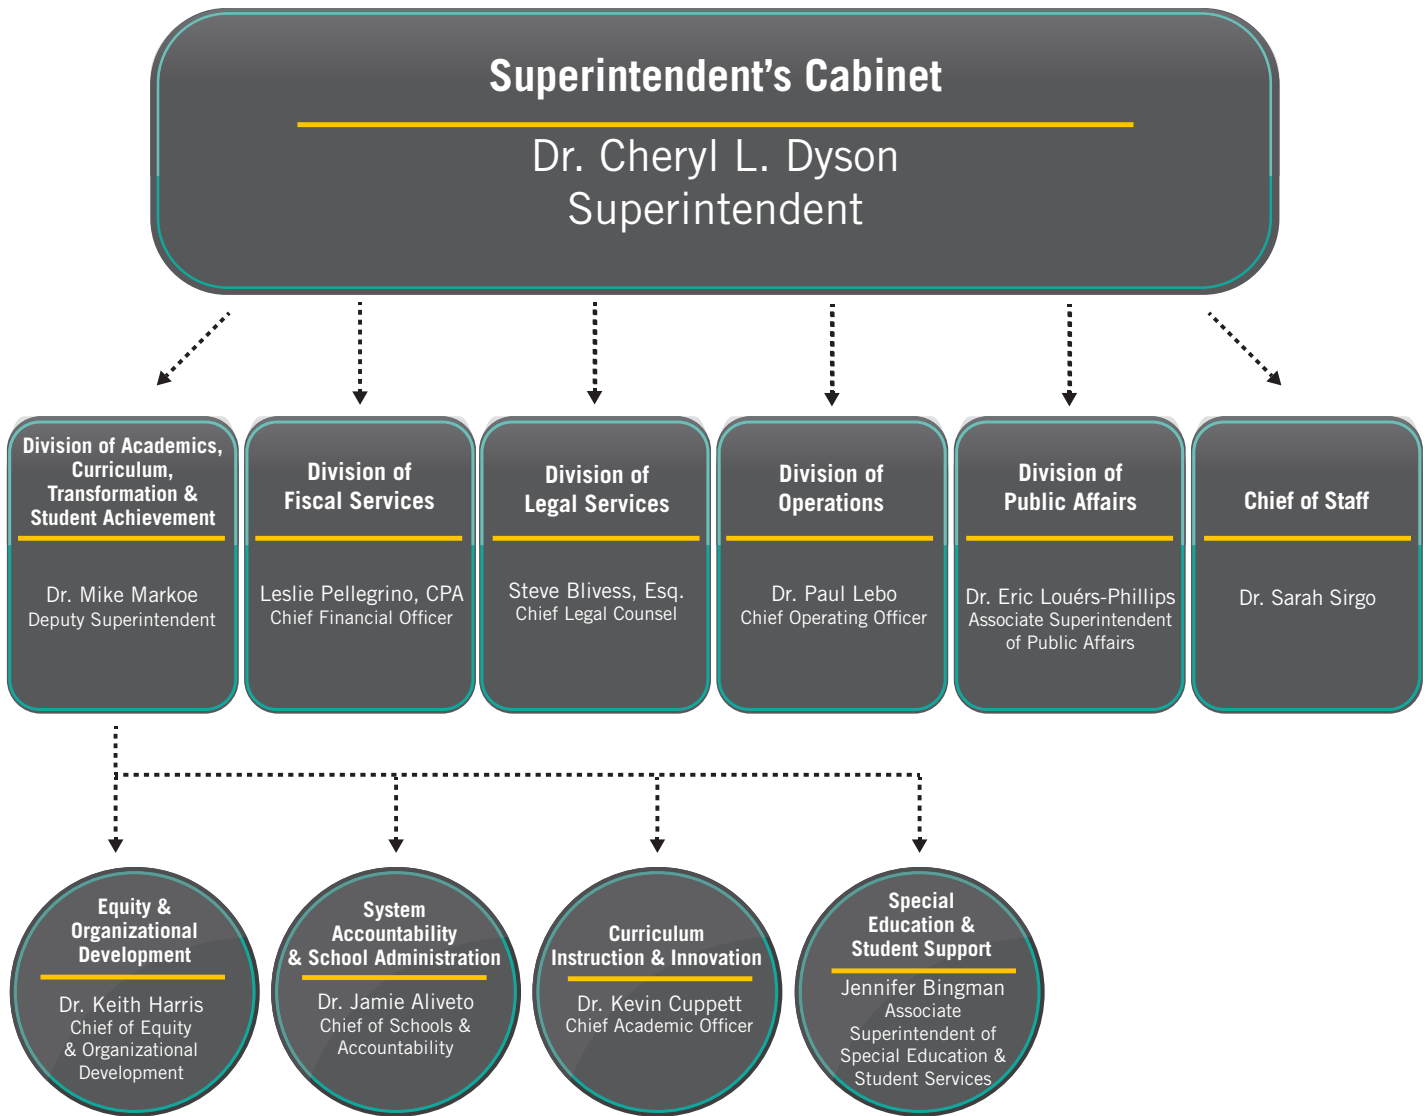 Superintendent's Cabinet
Dr. Cheryl L. Dyson
Superintendent
Division of Academics,
Curriculum,
Transformation &
Student Achievement
Dr. Mike Markoe
Deputy Superintendent
Division of
Fiscal Services
Leslie Pellegrino, CPA
Chief Financial Officer
Division of
Legal Services
Steve Blivess, Esq.
Chief Legal Counsel
Division of
Operations
Dr. Paul Lebo
Chief Operating Officer
Division of
Public Affairs
Dr. Eric Louérs-Phillips
Associate Superintendent
of Public Affairs
Chief of Staff
Dr. Sarah Sirgo
Equity &
Organizational
Development
Dr. Keith Harris
Chief of Equity
& Organizational
Development
System
Accountability
& School Administration
Dr. Jamie Aliveto
Chief of Schools &
Accountability
Curriculum
Instruction & Innovation
Dr. Kevin Cuppett
Chief Academic Officer
Special
Education &
Student Support
Jennifer Bingman
Associate
Superintendent of
Special Education &
Student Services